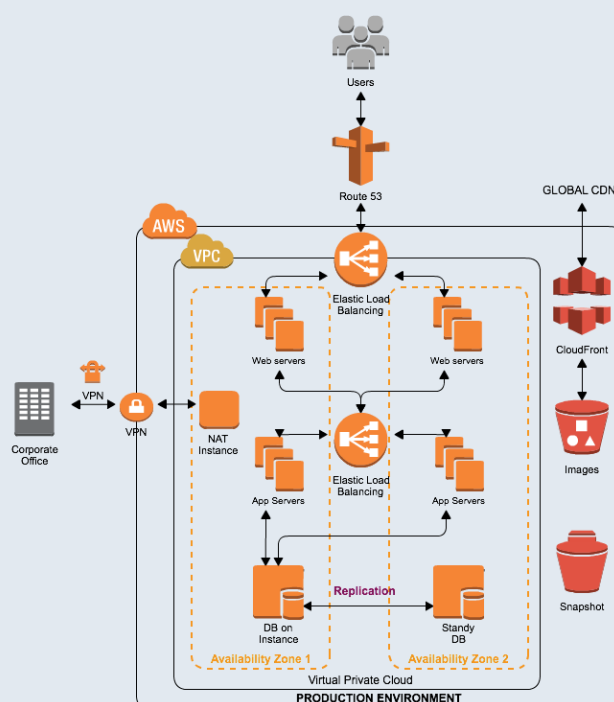 Users
Route 53
GLOBAL CDN
AWS
VPC
Elastic Load
Balancing
Web servers
Web servers
CloudFront
VPN
VPN
Corporate
Office
NAT
Instance
Elastic Load
Balancing
App Servers
App Servers
Images
Replication
DB on
Instance
Standy
DB
Snapshot
Availability Zone 1
Availability Zone 2
Virtual Private Cloud
PRODUCTION ENVIRONMENT